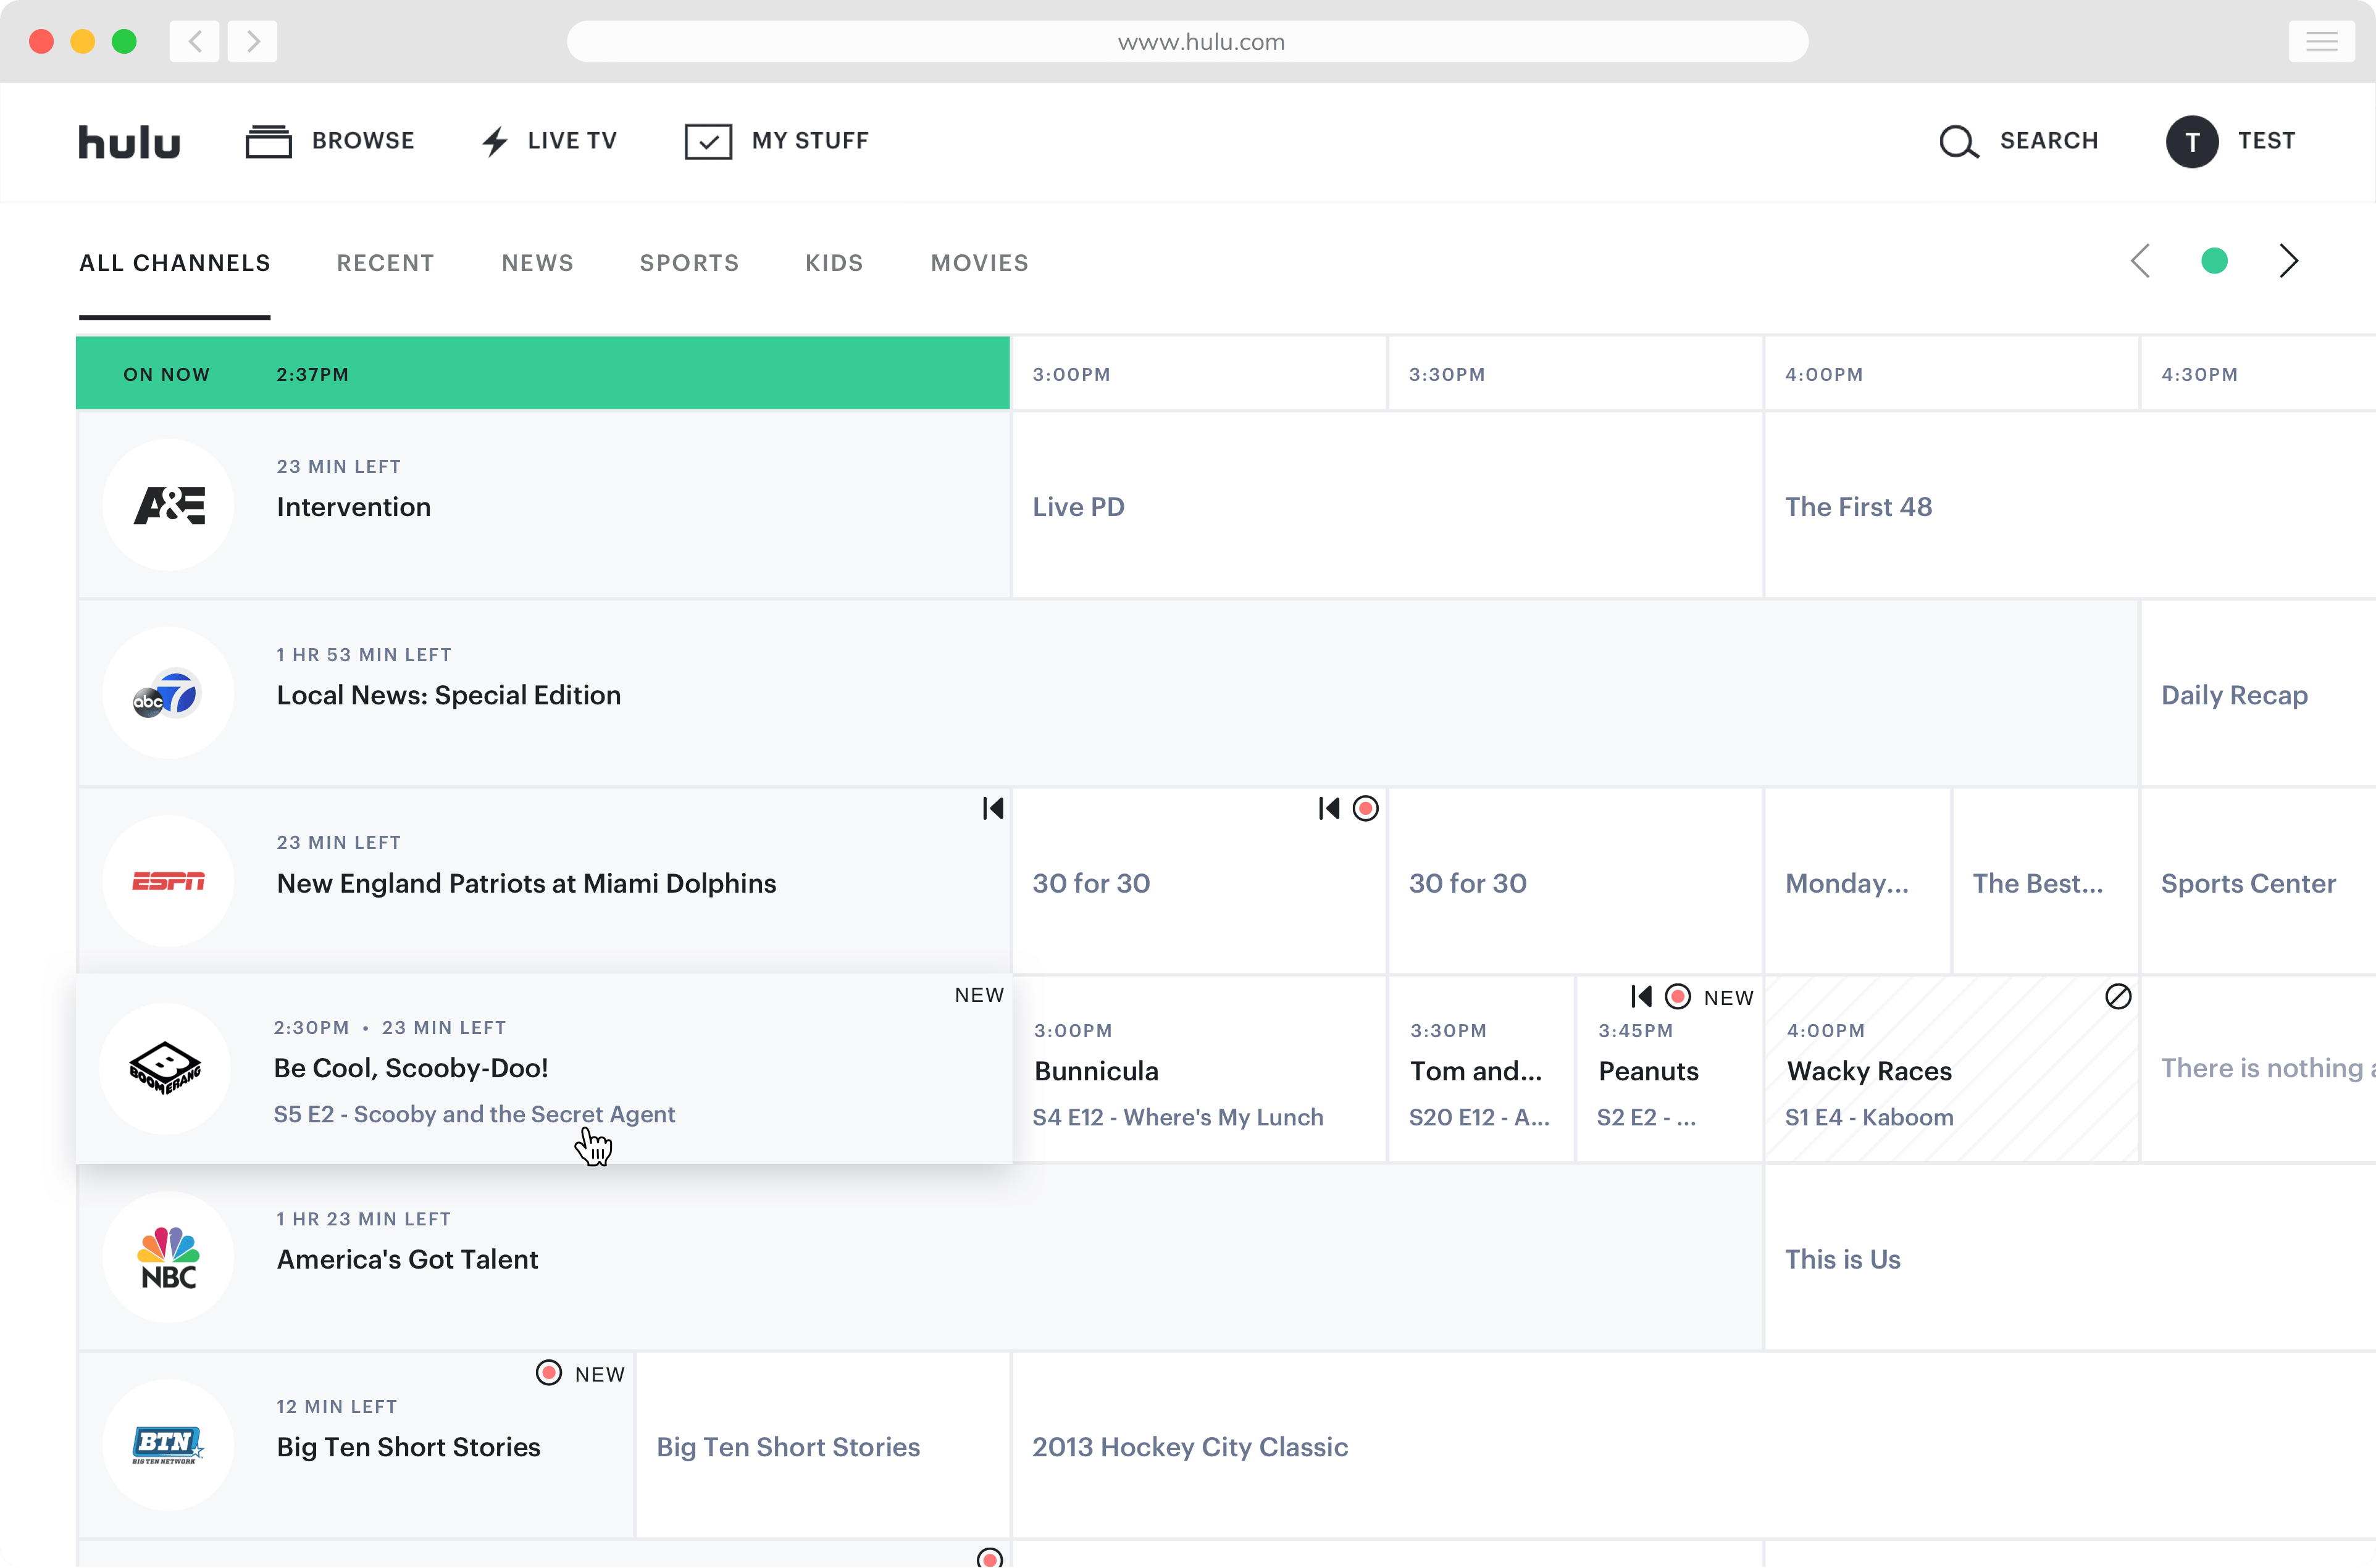 www.hulu.com
hulu BROWSE LIVE TV MY STUFF SEARCH T TEST
ALL CHANNELS RECENT NEWS SPORTS KIDS MOVIES
ON NOW 2:37PM 3:00PM 3:30PM 4:00PM 4:30PM
23 MIN LEFT
A&E Intervention Live PD The First 48
1 HR 53 MIN LEFT
abc 7 Local News: Special Edition Daily Recap
23 MIN LEFT
ESPN New England Patriots at Miami Dolphins 30 for 30 30 for 30 Monday... The Best... Sports Center
NEW NEW
2:30PM • 23 MIN LEFT 3:00PM 3:30PM 3:45PM 4:00PM
B BOOMERANG Be Cool, Scooby-Doo! Bunnicula Tom and... Peanuts Wacky Races There is nothing a
S5 E2 - Scooby and the Secret Agent S4 E12 - Where's My Lunch S20 E12 - A... S2 E2 - ... S1 E4 - Kaboom
1 HR 23 MIN LEFT
America's Got Talent This is Us
NBC
NEW
12 MIN LEFT
BTN Big Ten Short Stories Big Ten Short Stories 2013 Hockey City Classic
BIG TEN NETWORK